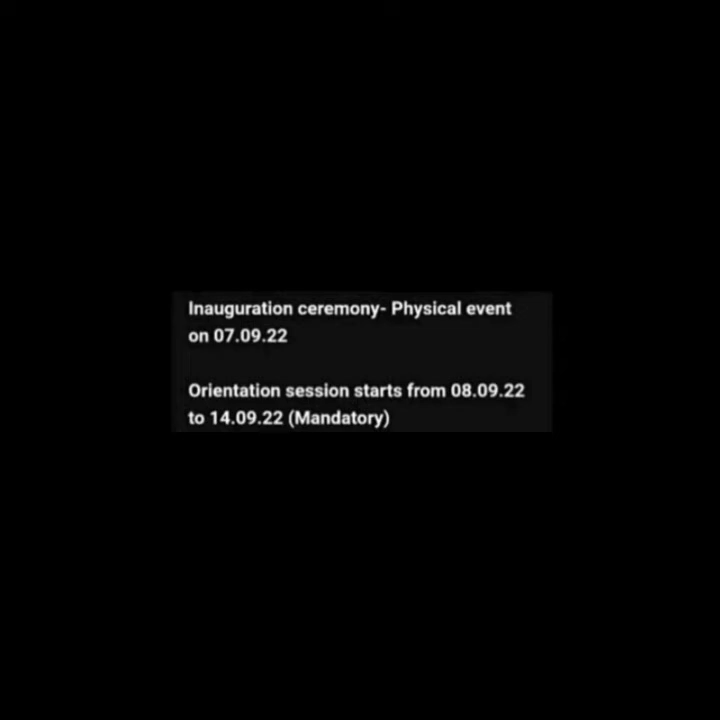 Inauguration ceremony- Physical event
on 07.09.22
Orientation session starts from 08.09.22
to 14.09.22 (Mandatory)